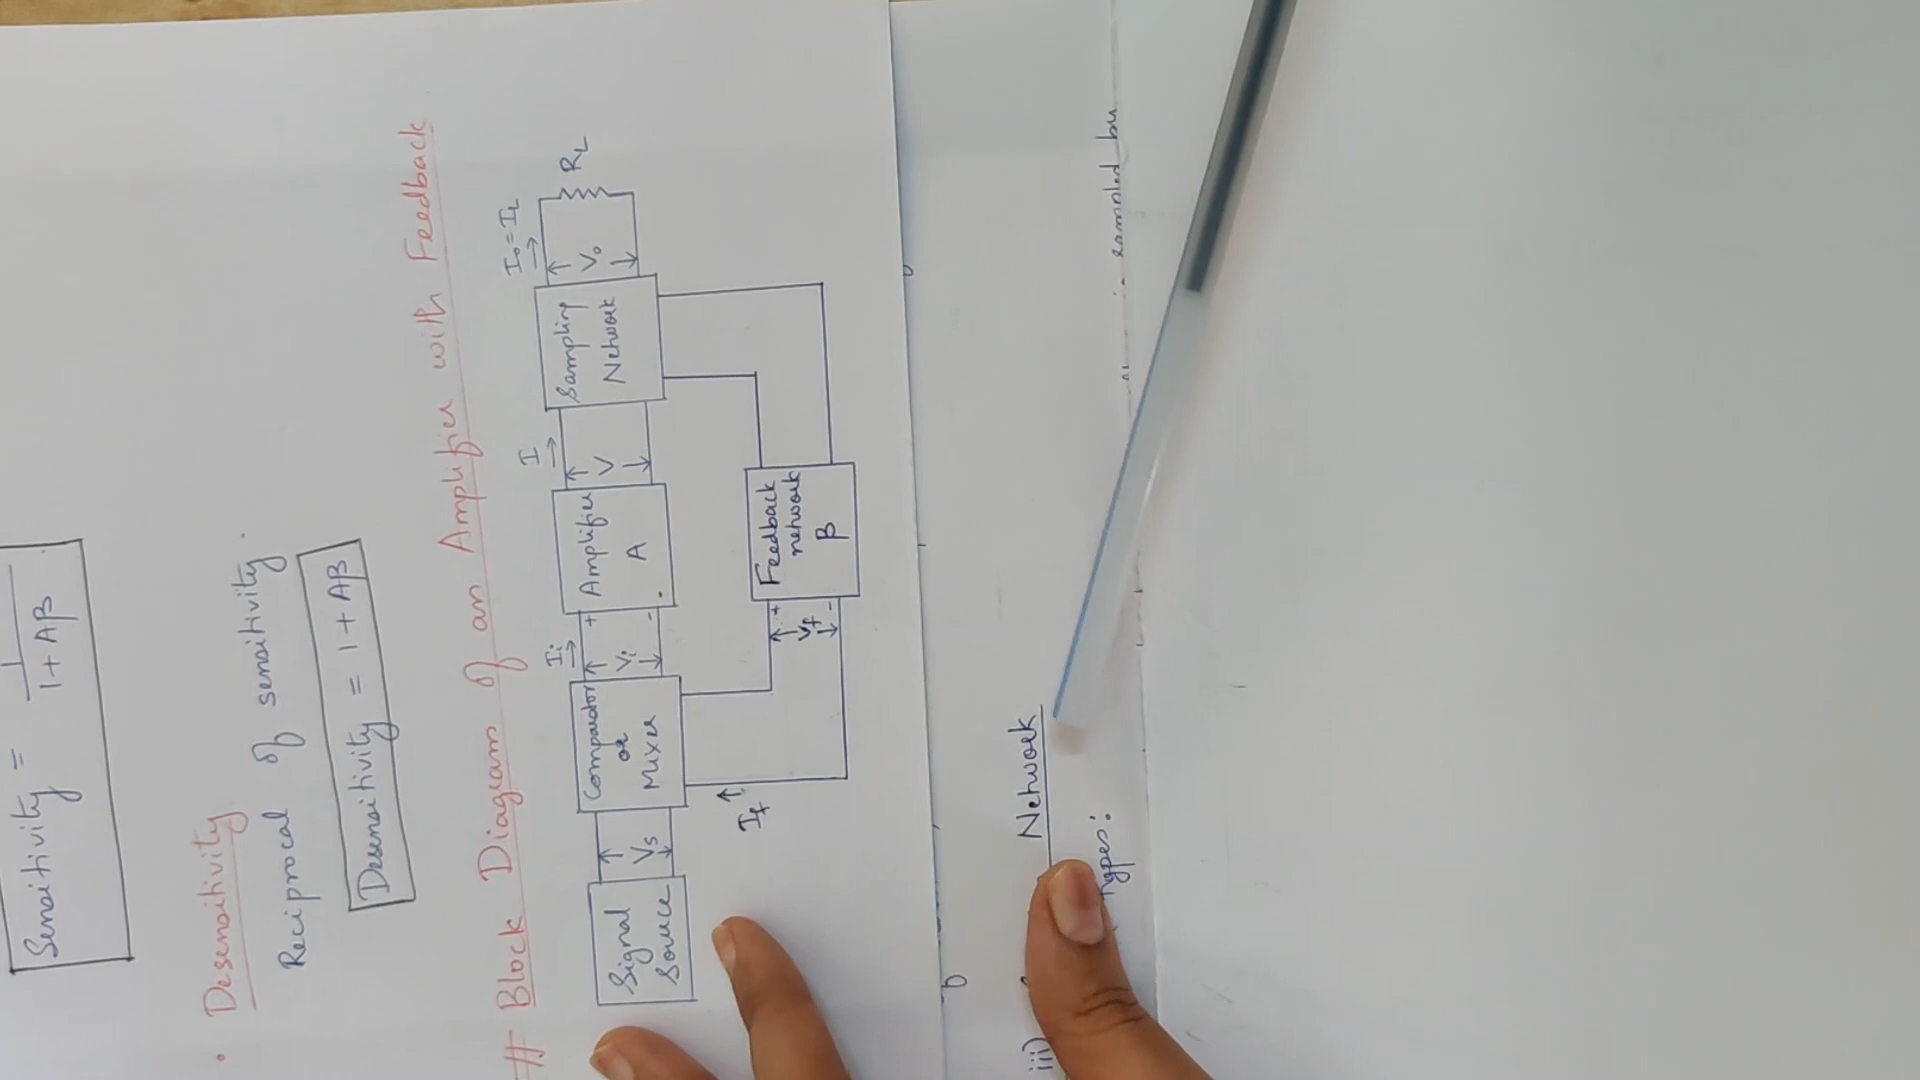 Sensitivity = 1
1 + Aβ
• Desensitivity
Reciprocal of sensitivity
Desensitivity = 1 + Aβ
# Block Diagram of an Amplifier with Feedback
Signal Source
Vs
Comparator or Mixer
Ii
+ Vi -
Amplifier A
I
V
Sampling Network
Io = IL
Vo
RL
If
+ Vf -
Feedback network β
iii)
Network
types:
sampled